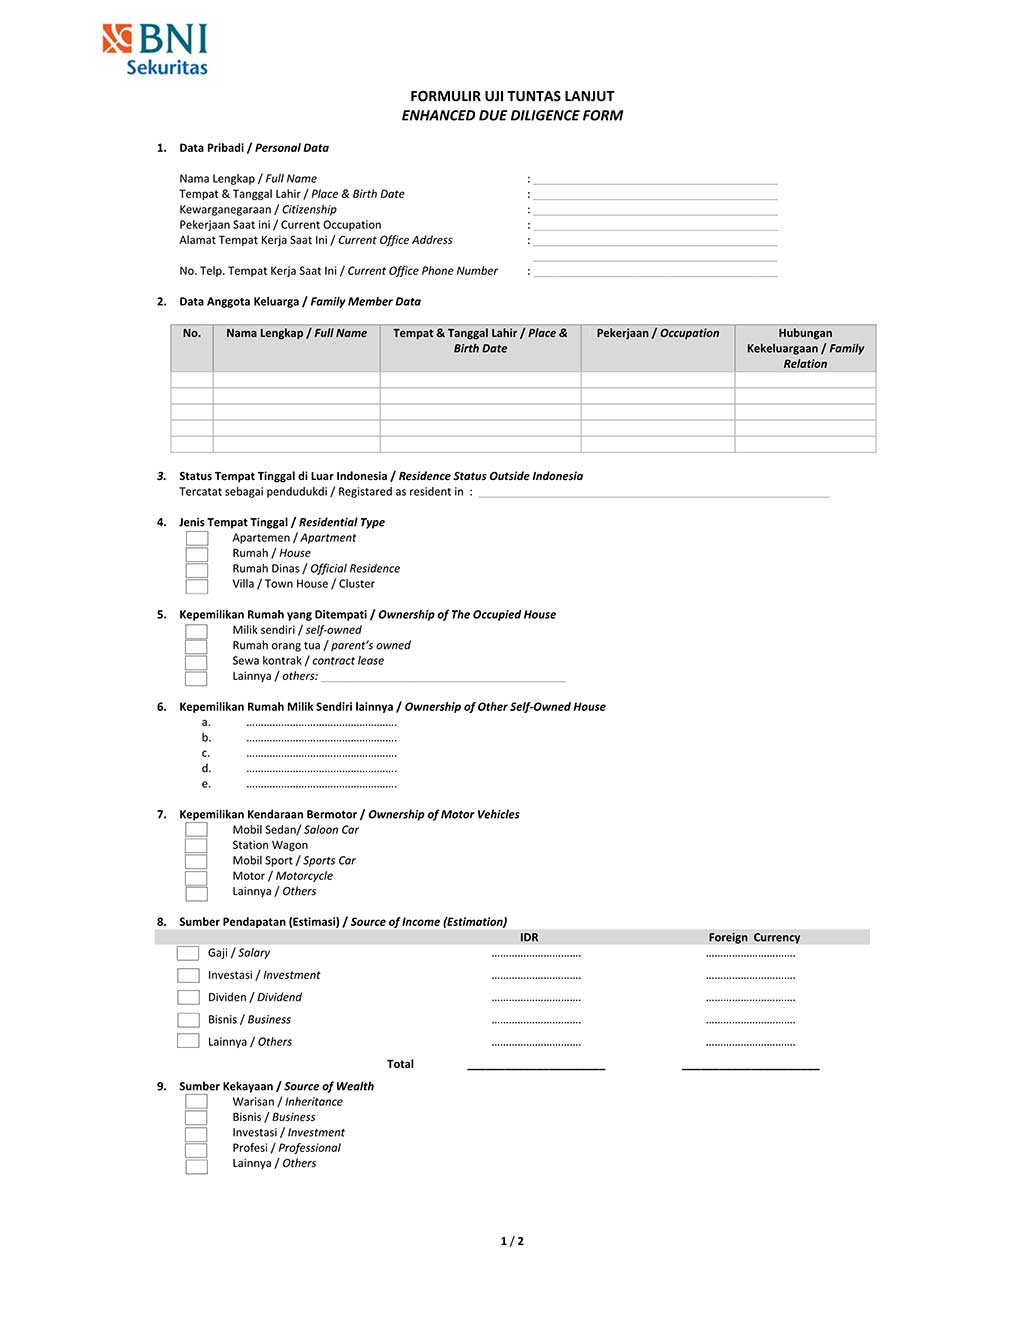 BNI
Sekuritas
FORMULIR UJI TUNTAS LANJUT
ENHANCED DUE DILIGENCE FORM
1. Data Pribadi / Personal Data
Nama Lengkap / Full Name : ________________________________________
Tempat & Tanggal Lahir / Place & Birth Date : ________________________________________
Kewarganegaraan / Citizenship : ________________________________________
Pekerjaan Saat ini / Current Occupation : ________________________________________
Alamat Tempat Kerja Saat Ini / Current Office Address : ________________________________________
________________________________________
No. Telp. Tempat Kerja Saat Ini / Current Office Phone Number : ________________________________________
2. Data Anggota Keluarga / Family Member Data
No. Nama Lengkap / Full Name Tempat & Tanggal Lahir / Place & Pekerjaan / Occupation Hubungan
Birth Date Kekeluargaan / Family
Relation
3. Status Tempat Tinggal di Luar Indonesia / Residence Status Outside Indonesia
Tercatat sebagai pendudukdi / Registared as resident in : ________________________________________
4. Jenis Tempat Tinggal / Residential Type
Apartemen / Apartment
Rumah / House
Rumah Dinas / Official Residence
Villa / Town House / Cluster
5. Kepemilikan Rumah yang Ditempati / Ownership of The Occupied House
Milik sendiri / self-owned
Rumah orang tua / parent's owned
Sewa kontrak / contract lease
Lainnya / others: ________________________________________
6. Kepemilikan Rumah Milik Sendiri lainnya / Ownership of Other Self-Owned House
a. ……………………………………………
b. ……………………………………………
c. ……………………………………………
d. ……………………………………………
e. ……………………………………………
7. Kepemilikan Kendaraan Bermotor / Ownership of Motor Vehicles
Mobil Sedan/ Saloon Car
Station Wagon
Mobil Sport / Sports Car
Motor / Motorcycle
Lainnya / Others
8. Sumber Pendapatan (Estimasi) / Source of Income (Estimation)
IDR Foreign Currency
Gaji / Salary ………………………… …………………………
Investasi / Investment ………………………… …………………………
Dividen / Dividend ………………………… …………………………
Bisnis / Business ………………………… …………………………
Lainnya / Others ………………………… …………………………
Total ______________________ ______________________
9. Sumber Kekayaan / Source of Wealth
Warisan / Inheritance
Bisnis / Business
Investasi / Investment
Profesi / Professional
Lainnya / Others
1 / 2